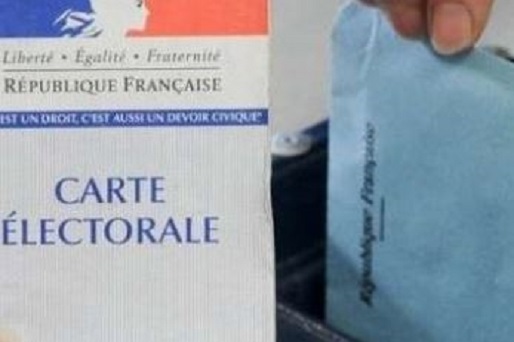 Liberté • Égalité • Fraternité
RÉPUBLIQUE FRANÇAISE
EST UN DROIT, C'EST AUSSI UN DEVOIR CIVIQUE"
CARTE
ÉLECTORALE
République Française